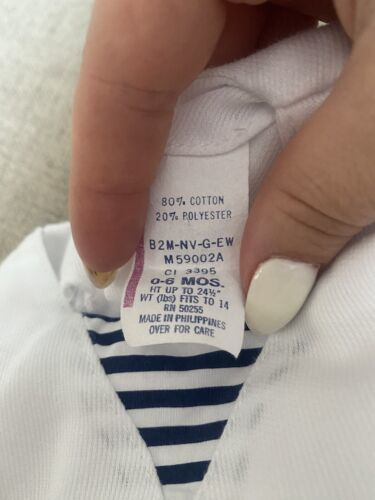 80% COTTON
20% POLYESTER
B2M-NV-G-EW
M59002A
CI 3395
0-6 MOS.
HT UP TO 24½"
WT (lbs) FITS TO 14
RN 50255
MADE IN PHILIPPINES
OVER FOR CARE